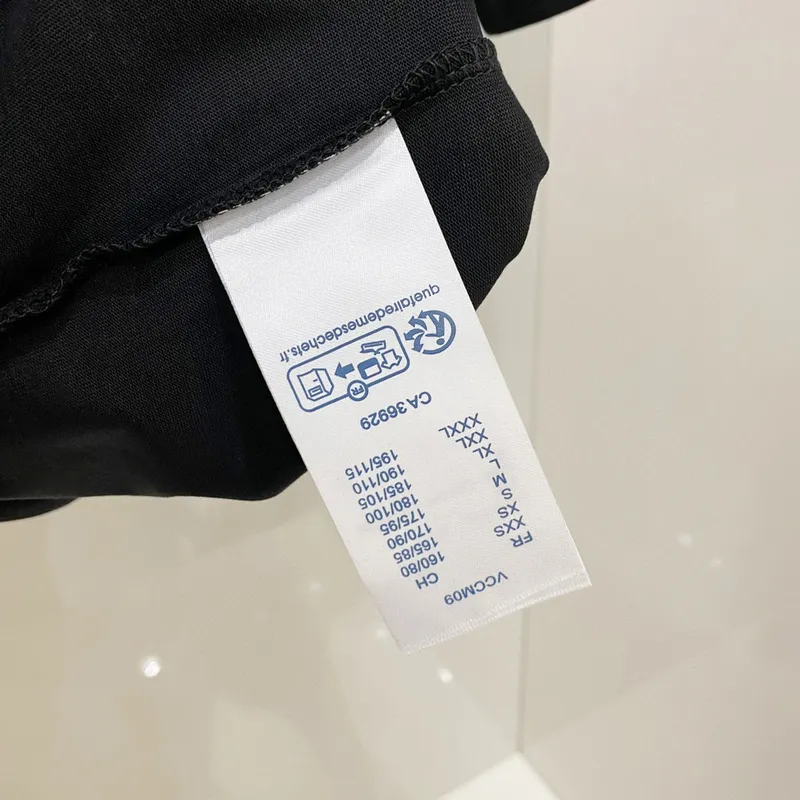 VCCM09
FR CH
XXS 160/80
XS 165/85
S 170/90
M 175/95
L 180/100
XL 185/105
XXL 190/110
XXXL 195/115
CA 36929
FR
quefairedemesdechets.fr